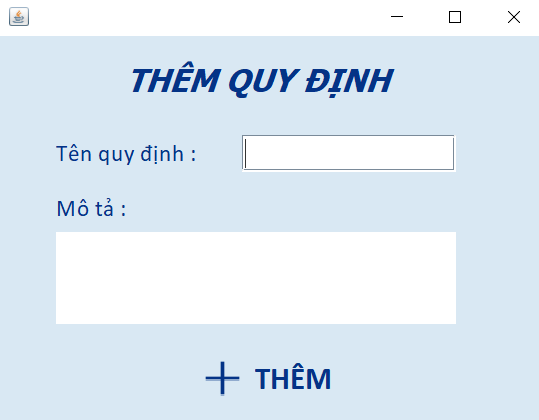 THÊM QUY ĐỊNH
Tên quy định :
Mô tả :
THÊM